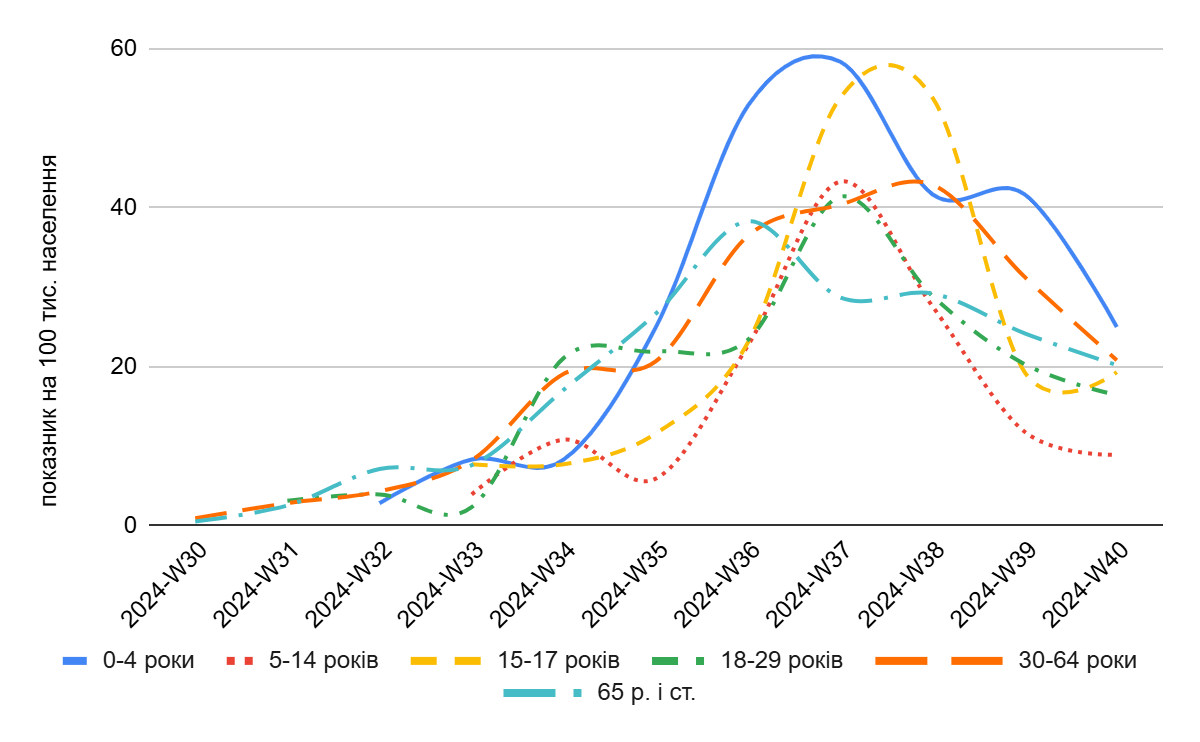 60
40
20
0
показник на 100 тис. населення
2024-W30
2024-W31
2024-W32
2024-W33
2024-W34
2024-W35
2024-W36
2024-W37
2024-W38
2024-W39
2024-W40
0-4 роки 5-14 років 15-17 років 18-29 років 30-64 роки
65 р. і ст.